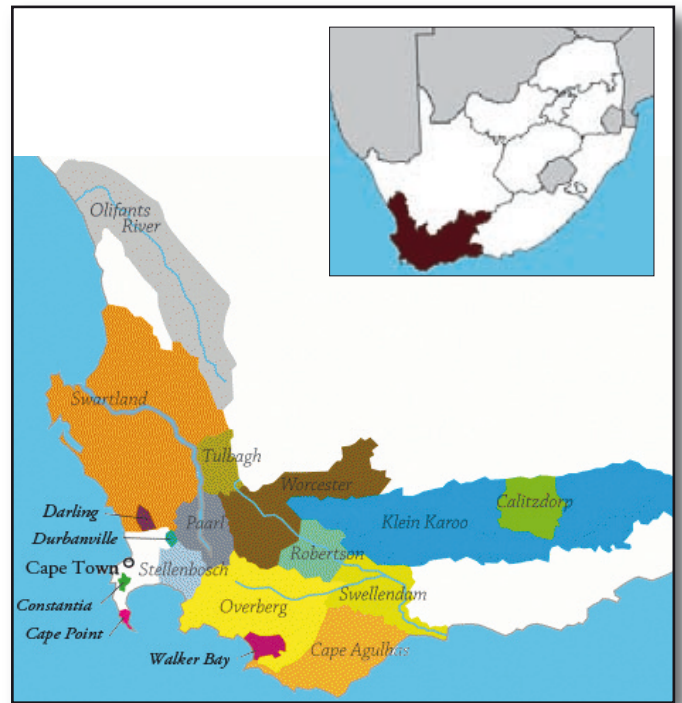 Olifants
River
Swartland
Tulbagh
Worcester
Calitzdorp
Darling
Paarl
Klein Karoo
Durbanville
Robertson
Cape Town
Stellenbosch
Swellendam
Constantia
Overberg
Cape Point
Walker Bay
Cape Agulhas